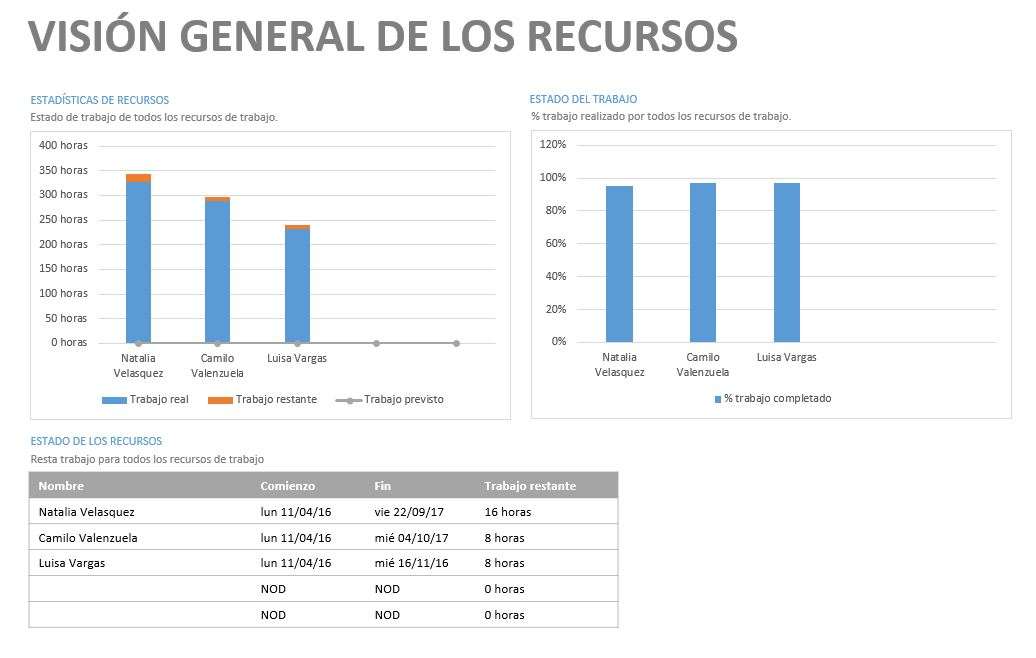 VISIÓN GENERAL DE LOS RECURSOS
ESTADÍSTICAS DE RECURSOS
Estado de trabajo de todos los recursos de trabajo.
400 horas
350 horas
300 horas
250 horas
200 horas
150 horas
100 horas
50 horas
0 horas
Natalia Velasquez
Camilo Valenzuela
Luisa Vargas
Trabajo real
Trabajo restante
Trabajo previsto
ESTADO DEL TRABAJO
% trabajo realizado por todos los recursos de trabajo.
120%
100%
80%
60%
40%
20%
0%
Natalia Velasquez
Camilo Valenzuela
Luisa Vargas
% trabajo completado
ESTADO DE LOS RECURSOS
Resta trabajo para todos los recursos de trabajo
Nombre Comienzo Fin Trabajo restante
Natalia Velasquez lun 11/04/16 vie 22/09/17 16 horas
Camilo Valenzuela lun 11/04/16 mié 04/10/17 8 horas
Luisa Vargas lun 11/04/16 mié 16/11/16 8 horas
NOD NOD 0 horas
NOD NOD 0 horas